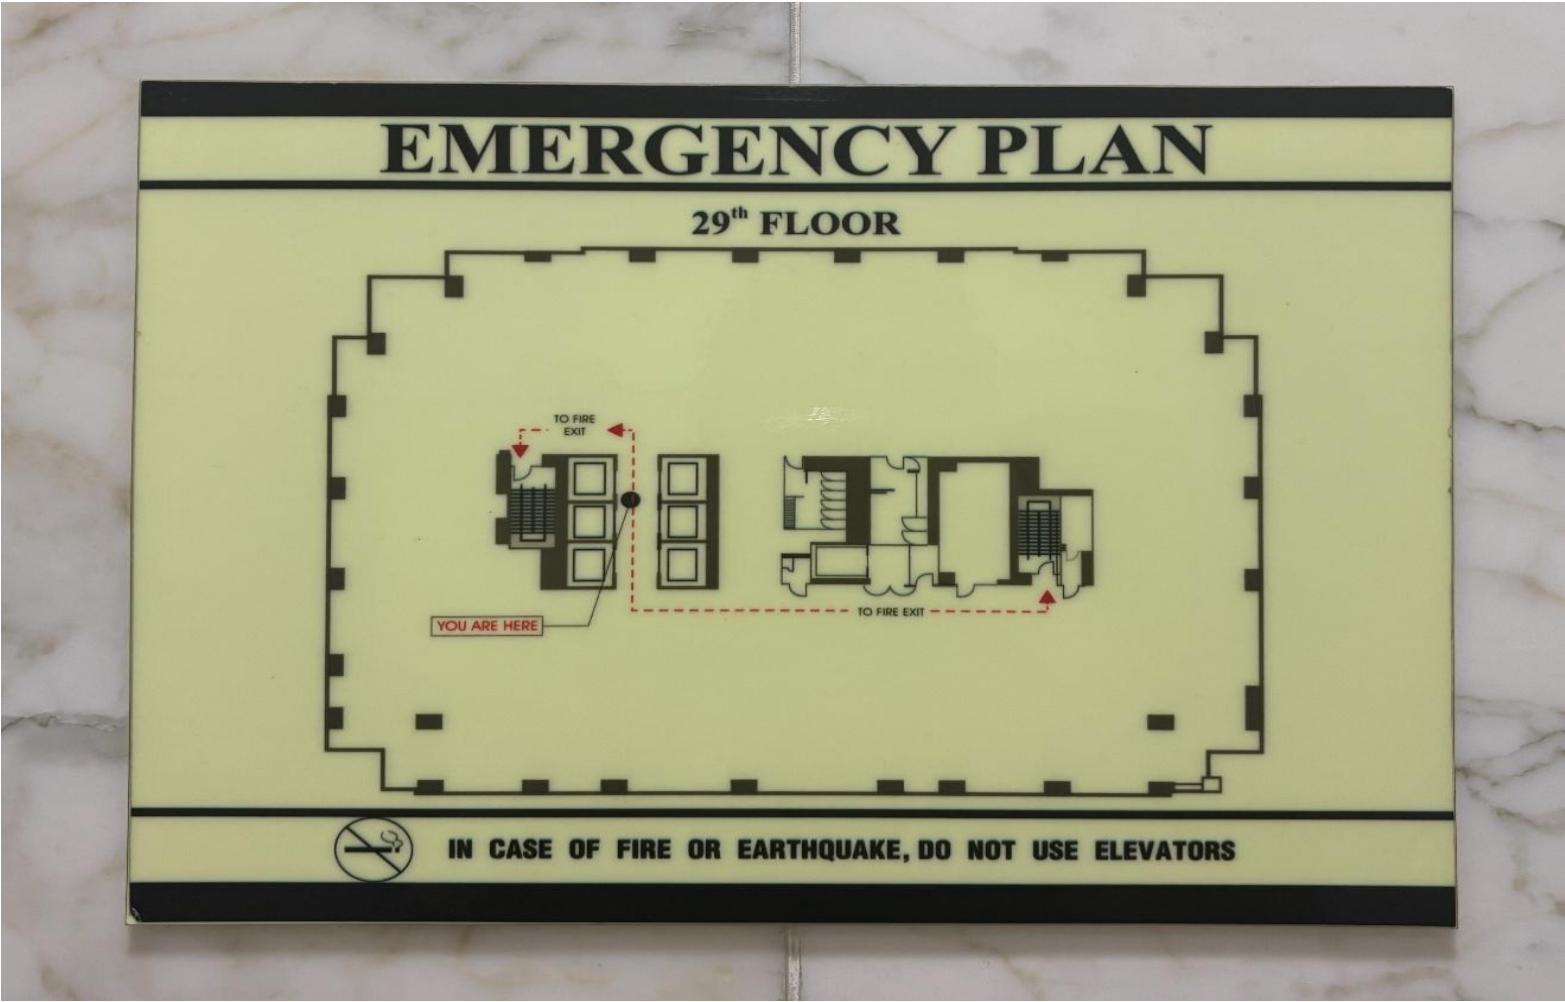 EMERGENCY PLAN
29th FLOOR
TO FIRE
EXIT
YOU ARE HERE
TO FIRE EXIT
IN CASE OF FIRE OR EARTHQUAKE, DO NOT USE ELEVATORS